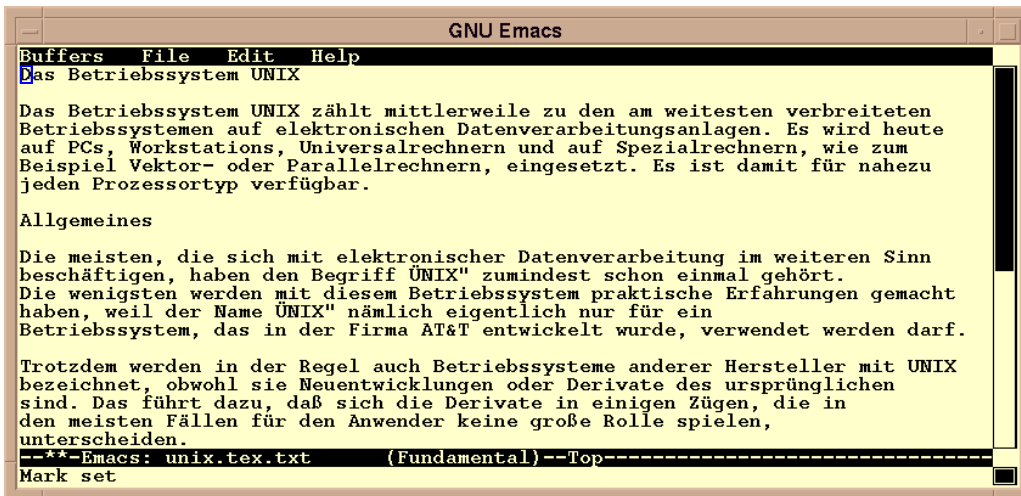 GNU Emacs
Buffers File Edit Help
Das Betriebssystem UNIX
Das Betriebssystem UNIX zählt mittlerweile zu den am weitesten verbreiteten
Betriebssystemen auf elektronischen Datenverarbeitungsanlagen. Es wird heute
auf PCs, Workstations, Universalrechnern und auf Spezialrechnern, wie zum
Beispiel Vektor- oder Parallelrechnern, eingesetzt. Es ist damit für nahezu
jeden Prozessortyp verfügbar.
Allgemeines
Die meisten, die sich mit elektronischer Datenverarbeitung im weiteren Sinn
beschäftigen, haben den Begriff ÜNIX" zumindest schon einmal gehört.
Die wenigsten werden mit diesem Betriebssystem praktische Erfahrungen gemacht
haben, weil der Name ÜNIX" nämlich eigentlich nur für ein
Betriebssystem, das in der Firma AT&T entwickelt wurde, verwendet werden darf.
Trotzdem werden in der Regel auch Betriebssysteme anderer Hersteller mit UNIX
bezeichnet, obwohl sie Neuentwicklungen oder Derivate des ursprünglichen
sind. Das führt dazu, daß sich die Derivate in einigen Zügen, die in
den meisten Fällen für den Anwender keine große Rolle spielen,
unterscheiden.
--**-Emacs: unix.tex.txt (Fundamental)--Top--------------------------------
Mark set